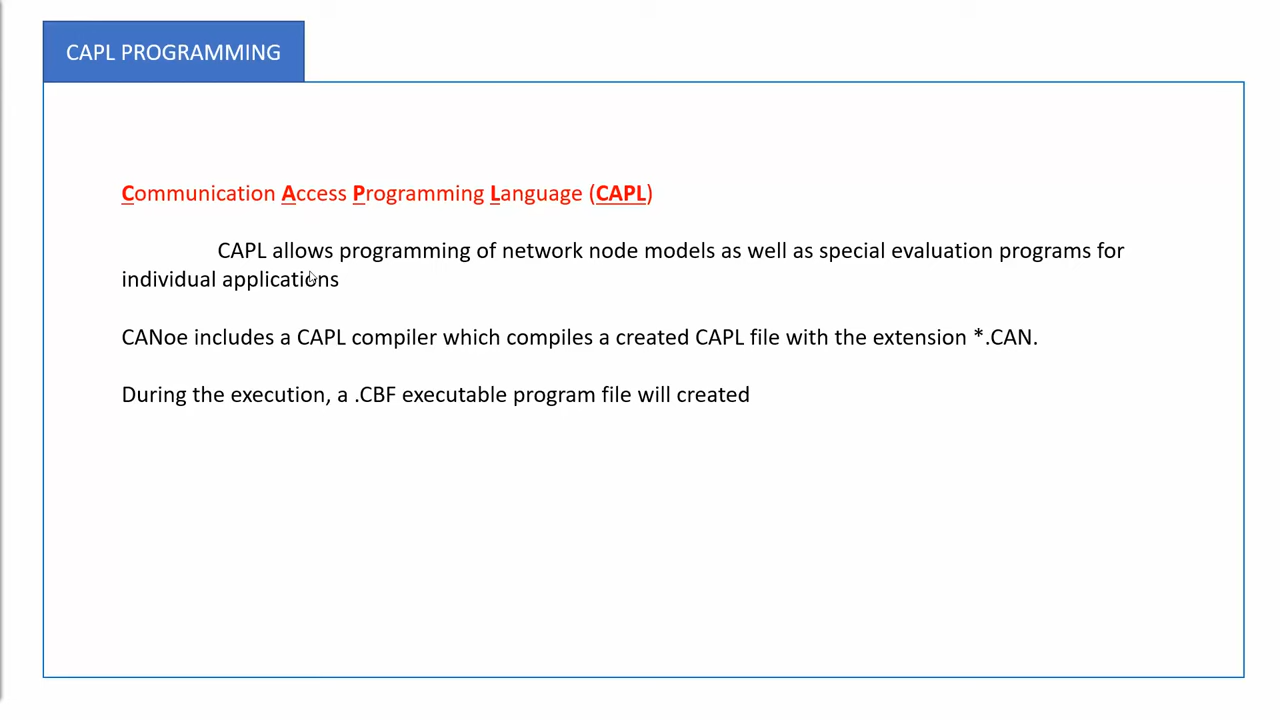 CAPL PROGRAMMING
Communication Access Programming Language (CAPL)
CAPL allows programming of network node models as well as special evaluation programs for
individual applications
CANoe includes a CAPL compiler which compiles a created CAPL file with the extension *.CAN.
During the execution, a .CBF executable program file will created